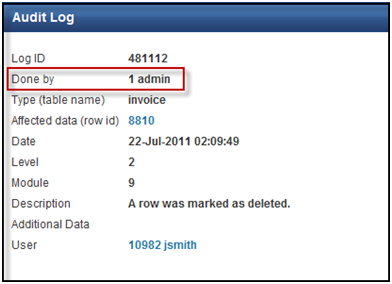 Audit Log
Log ID 481112
Done by 1 admin
Type (table name) invoice
Affected data (row id) 8810
Date 22-Jul-2011 02:09:49
Level 2
Module 9
Description A row was marked as deleted.
Additional Data
User 10982 jsmith